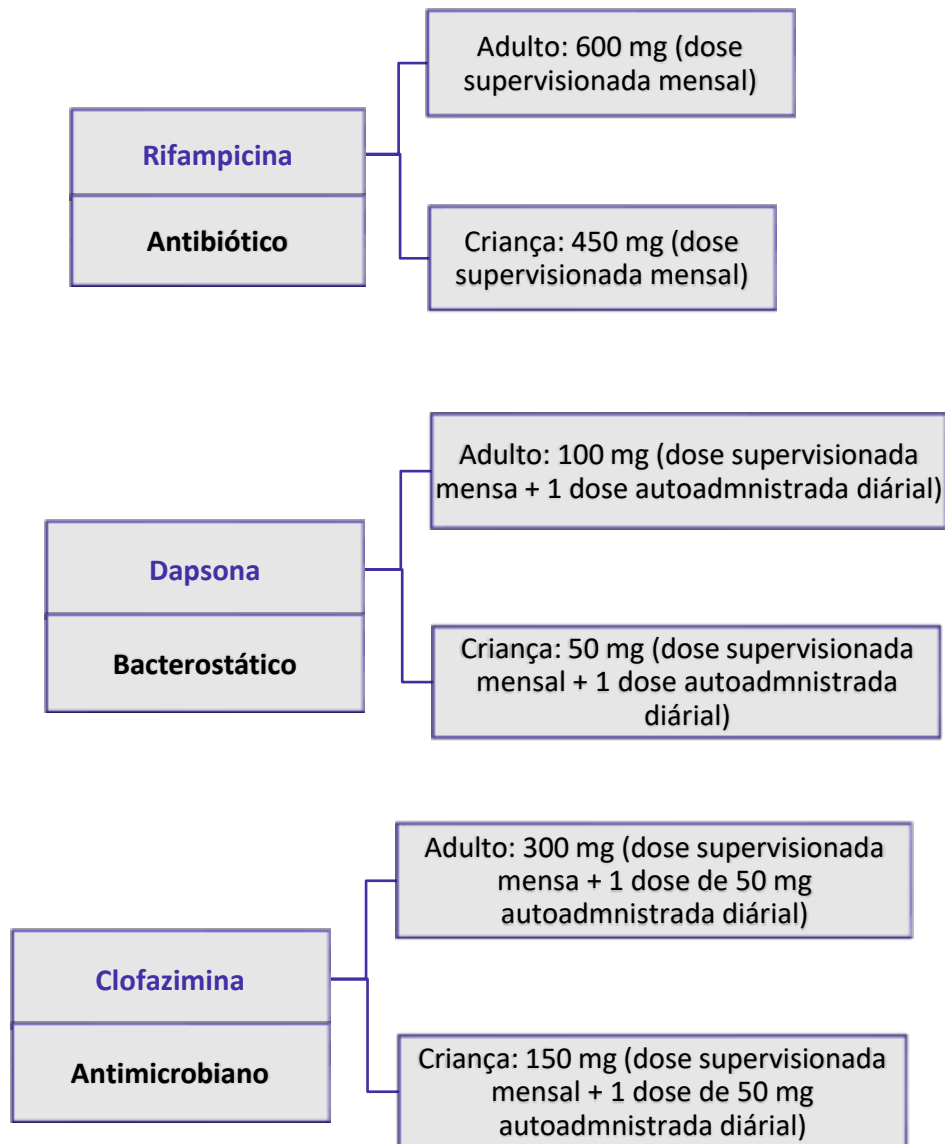 Adulto: 600 mg (dose
supervisionada mensal)
Rifampicina
Antibiótico
Criança: 450 mg (dose
supervisionada mensal)
Adulto: 100 mg (dose supervisionada
mensa + 1 dose autoadmnistrada diárial)
Dapsona
Bacterostático
Criança: 50 mg (dose supervisionada
mensal + 1 dose autoadmnistrada
diárial)
Adulto: 300 mg (dose supervisionada
mensa + 1 dose de 50 mg
autoadmnistrada diárial)
Clofazimina
Antimicrobiano
Criança: 150 mg (dose supervisionada
mensal + 1 dose de 50 mg
autoadmnistrada diárial)